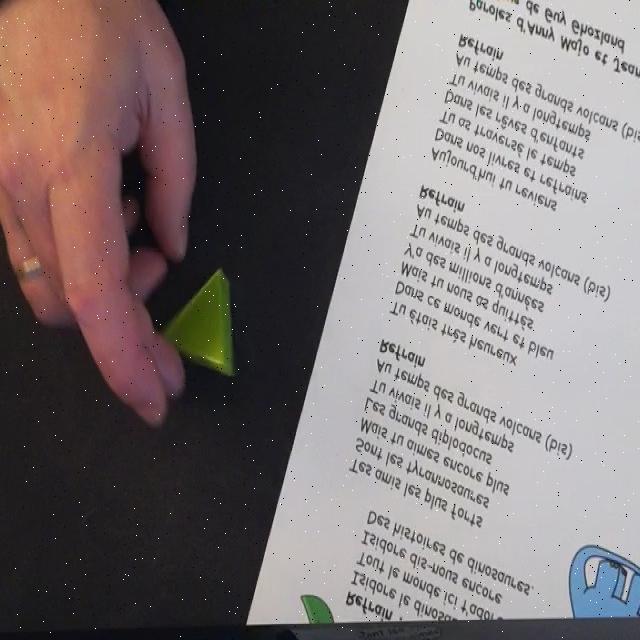 Refrain
Isidore le dinosaure
Tout le monde ici t'adore
Isidore dis-nous encore
Des histoires de dinosaures
Tes amis les plus forts
Sont les tyrannosaures
Mais tu aimes encore plus
Les grands diplodocus
Tu vivais il y a longtemps
Au temps des grands volcans (bis)
Refrain
Tu étais très heureux
Dans ce monde vert et bleu
Mais tu nous as quittés
Y'a des millions d'années
Tu vivais il y a longtemps
Au temps des grands volcans (bis)
Refrain
Aujourd'hui tu reviens
Dans nos livres et refrains
Tu as traversé le temps
Dans les rêves d'enfants
Tu vivais il y a longtemps
Au temps des grands volcans (bis
Refrain
Paroles d'Anny Majo et Jean
de Guy Ghozland